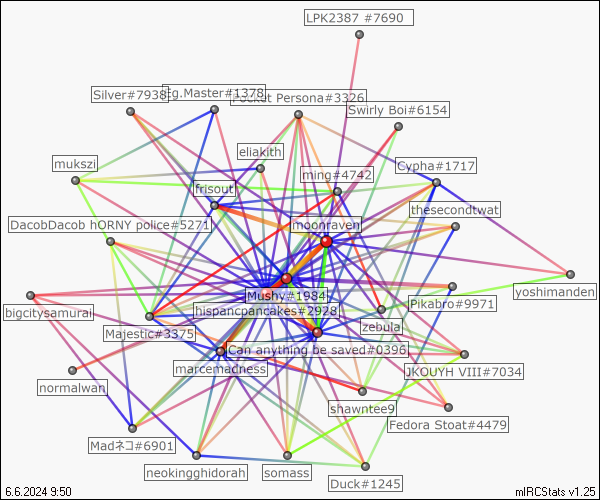 LPK2387 #7690
Silver#7938
Eg.Master#1378
Pocket Persona#3326
Swirly Boi#6154
mukszi
eliakith
ming#4742
Cypha#1717
frisouti
DacobDacob hORNY police#5271
moonraven
thesecondtwat
Mushy#1984
yoshimanden
bigcitysamurai
hispancpancakes#2928
Pikabro#9971
Majestic#3375
zebula
Can anything be saved#0396
marcemadness
JKOUYH VIII#7034
normalwan
shawntee9
Fedora Stoat#4479
Madネコ#6901
neokingghidorah
somass
Duck#1245
6.6.2024 9:50
mIRCStats v1.25